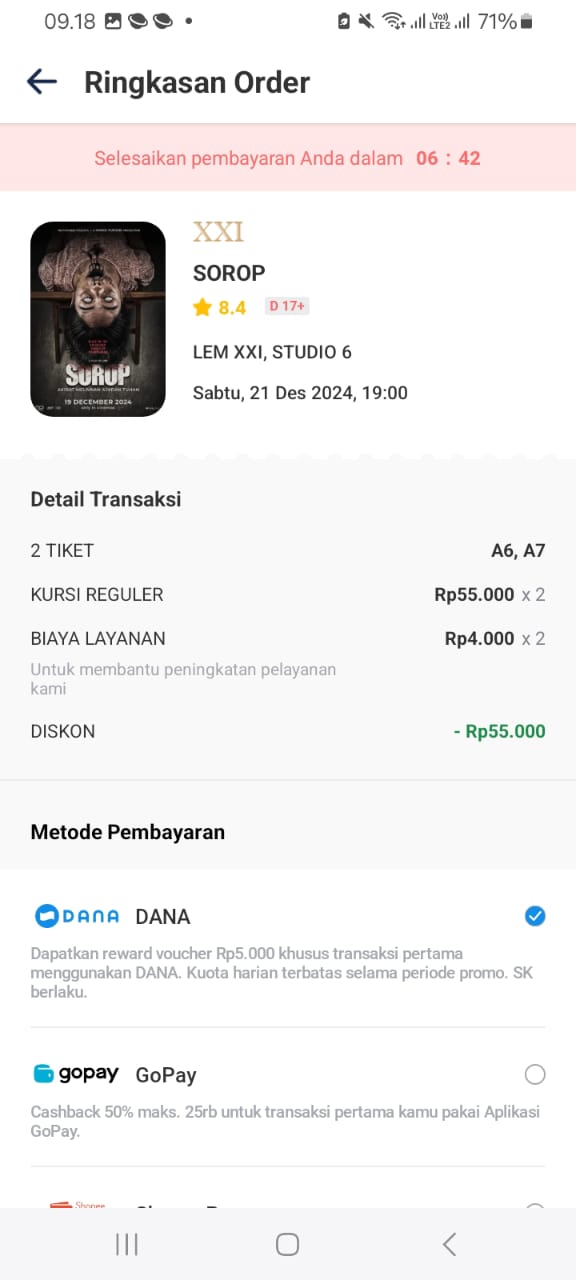 09.18
Vo))
LTE2
71%
Ringkasan Order
Selesaikan pembayaran Anda dalam 06 : 42
XXI
SOROP
8.4 D 17+
LEM XXI, STUDIO 6
Sabtu, 21 Des 2024, 19:00
SOROP
19 DECEMBER 2024
Detail Transaksi
2 TIKET A6, A7
KURSI REGULER Rp55.000 x 2
BIAYA LAYANAN Rp4.000 x 2
Untuk membantu peningkatan pelayanan
kami
DISKON - Rp55.000
Metode Pembayaran
DANA DANA
Dapatkan reward voucher Rp5.000 khusus transaksi pertama
menggunakan DANA. Kuota harian terbatas selama periode promo. SK
berlaku.
gopay GoPay
Cashback 50% maks. 25rb untuk transaksi pertama kamu pakai Aplikasi
GoPay.
Shopee